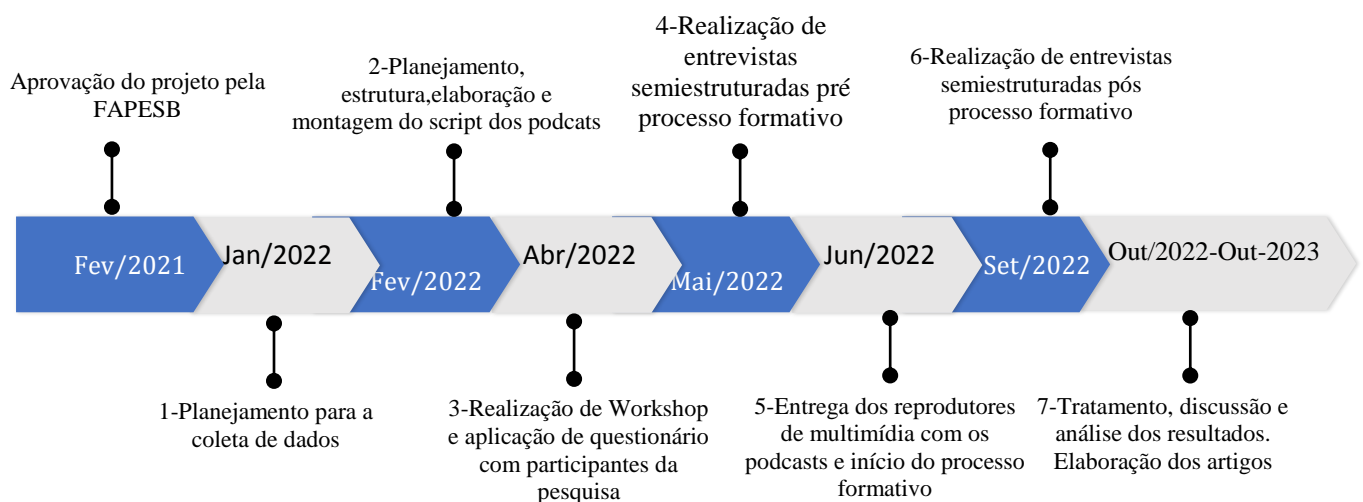 Aprovação do projeto pela
FAPESB
2-Planejamento,
estrutura,elaboração e
montagem do script dos podcats
4-Realização de
entrevistas
semiestruturadas pré
processo formativo
6-Realização de entrevistas
semiestruturadas pós
processo formativo
Fev/2021
Jan/2022
Fev/2022
Abr/2022
Mai/2022
Jun/2022
Set/2022
Out/2022-Out-2023
1-Planejamento para a
coleta de dados
3-Realização de Workshop
e aplicação de questionário
com participantes da
pesquisa
5-Entrega dos reprodutores
de multimídia com os
podcasts e início do processo
formativo
7-Tratamento, discussão e
análise dos resultados.
Elaboração dos artigos